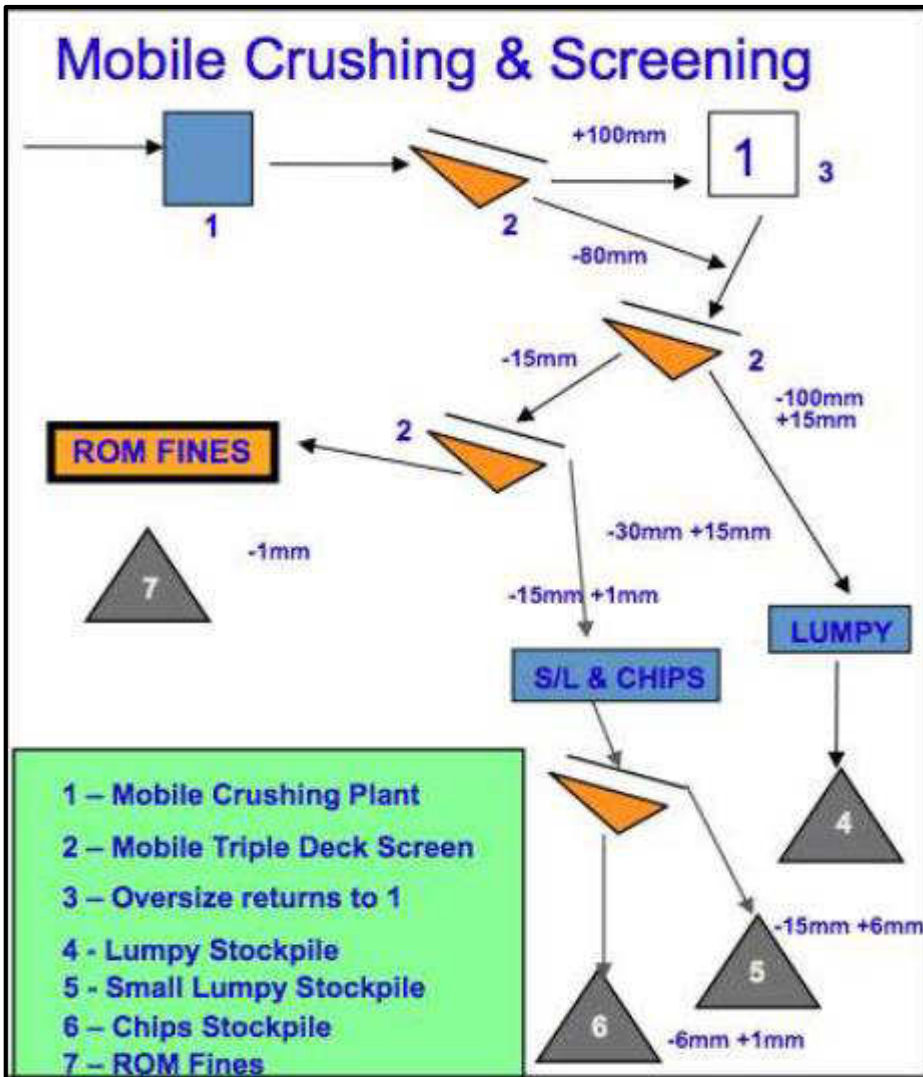 Mobile Crushing & Screening
+100mm
1
3
1
2
-80mm
2
-15mm
-100mm
+15mm
2
ROM FINES
-30mm +15mm
-1mm
7
-15mm +1mm
LUMPY
S/L & CHIPS
4
1 – Mobile Crushing Plant
2 – Mobile Triple Deck Screen
3 – Oversize returns to 1
4 - Lumpy Stockpile
5 - Small Lumpy Stockpile
6 - Chips Stockpile
7 – ROM Fines
-15mm +6mm
5
6
-6mm +1mm